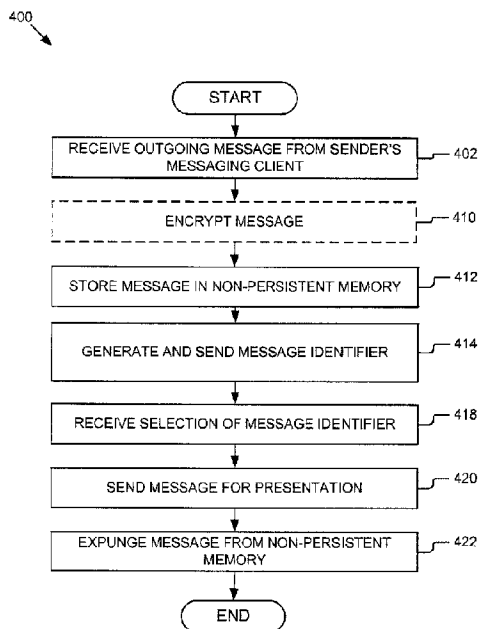 400
START
RECEIVE OUTGOING MESSAGE FROM SENDER'S
MESSAGING CLIENT
402
ENCRYPT MESSAGE
410
STORE MESSAGE IN NON-PERSISTENT MEMORY
412
GENERATE AND SEND MESSAGE IDENTIFIER
414
RECEIVE SELECTION OF MESSAGE IDENTIFIER
418
SEND MESSAGE FOR PRESENTATION
420
EXPUNGE MESSAGE FROM NON-PERSISTENT
MEMORY
422
END